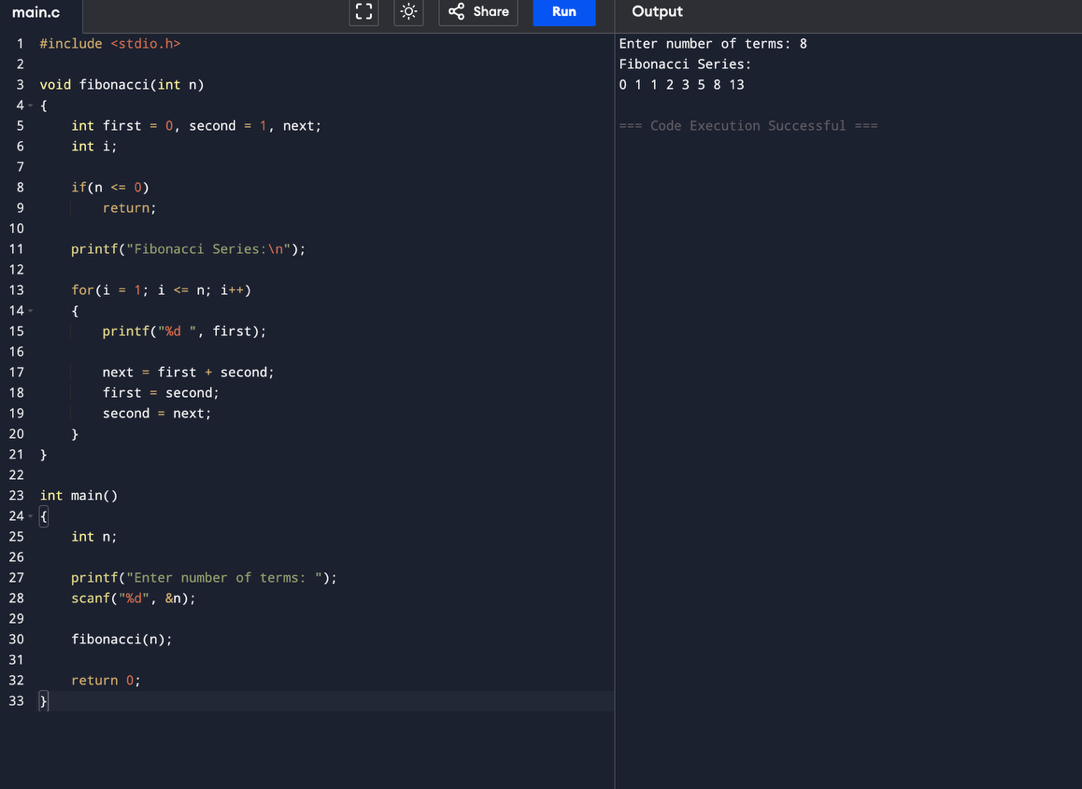 main.c Share Run Output
1 #include <stdio.h>
2
3 void fibonacci(int n)
4 {
5     int first = 0, second = 1, next;
6     int i;
7
8     if(n <= 0)
9         return;
10
11     printf("Fibonacci Series:\n");
12
13     for(i = 1; i <= n; i++)
14     {
15         printf("%d ", first);
16
17         next = first + second;
18         first = second;
19         second = next;
20     }
21 }
22
23 int main()
24 {
25     int n;
26
27     printf("Enter number of terms: ");
28     scanf("%d", &n);
29
30     fibonacci(n);
31
32     return 0;
33 }
Enter number of terms: 8
Fibonacci Series:
0 1 1 2 3 5 8 13
=== Code Execution Successful ===